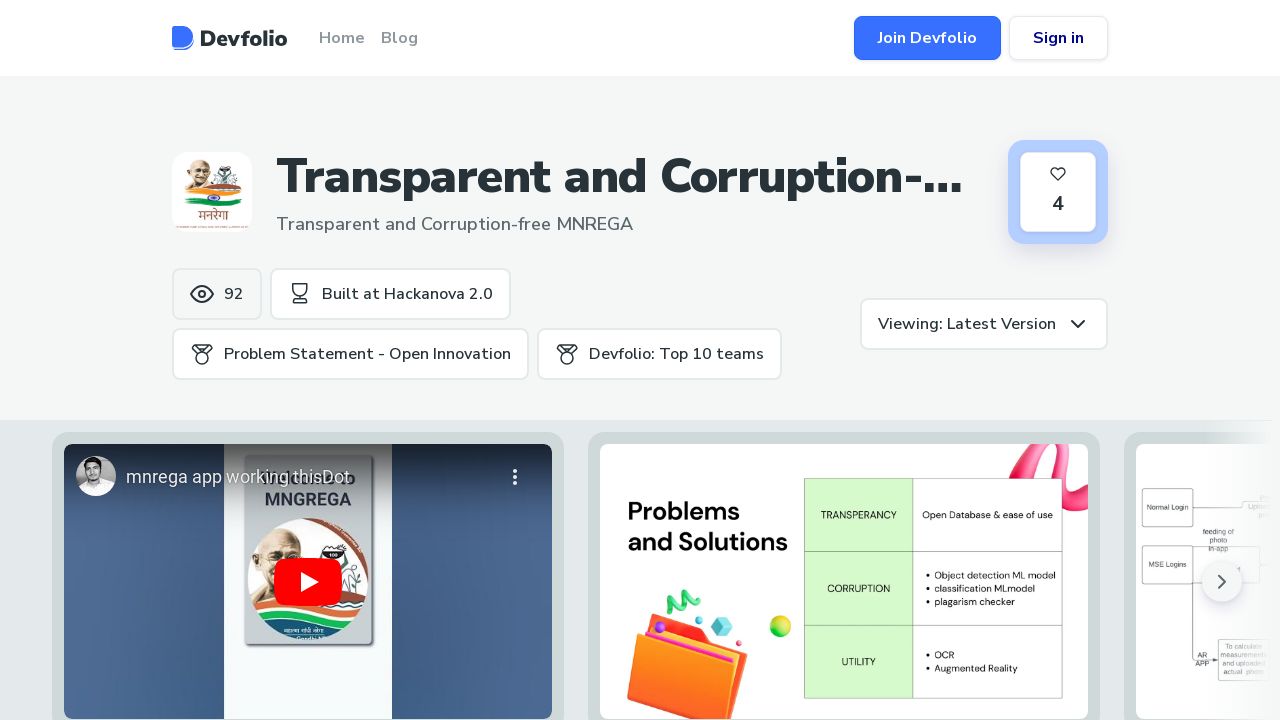 Devfolio
Home
Blog
Join Devfolio
Sign in
मनरेगा
Transparent and Corruption-...
Transparent and Corruption-free MNREGA
4
92
Built at Hackanova 2.0
Problem Statement - Open Innovation
Devfolio: Top 10 teams
Viewing: Latest Version
mnrega app working thisDot
MNGREGA
Problems
and Solutions
TRANSPERANCY
Open Database & ease of use
CORRUPTION
• Object detection ML model
• classification MLmodel
• plagarism checker
UTILITY
• OCR
• Augmented Reality
Normal Login
feeding of
photo
in-app
MSE Logins
AR
APP
To calculate
measurements
and uploaded
actual photo